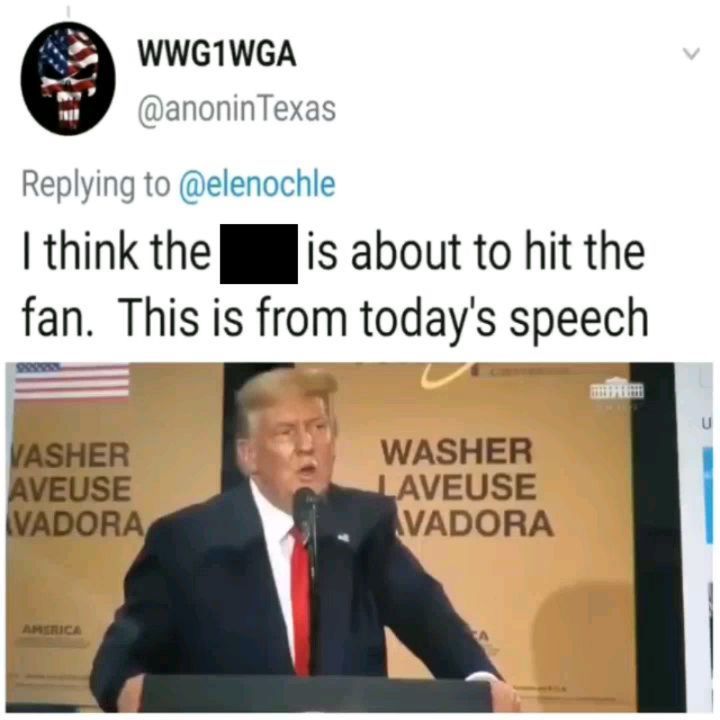 WWG1WGA
@anoninTexas
Replying to @elenochle
I think the is about to hit the
fan. This is from today's speech
VASHER
AVEUSE
VADORA
WASHER
LAVEUSE
AVADORA
AMERICA
CA
U